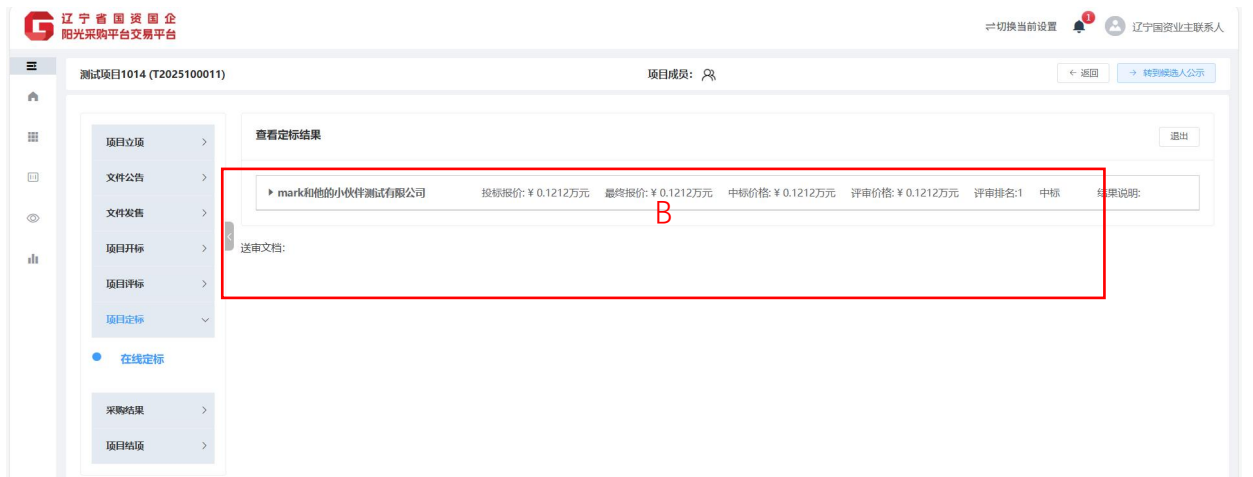 辽宁省国资国企
阳光采购平台交易平台
切换当前设置
1
辽宁国资业主联系人
测试项目1014 (T2025100011)
项目成员：
← 返回
→ 转到候选人公示
项目立项
文件公告
文件发售
项目开标
项目评标
项目定标
在线定标
采购结果
项目结项
查看定标结果
退出
mark和他的小伙伴测试有限公司 投标报价: ¥ 0.1212万元 最终报价: ¥ 0.1212万元 中标价格: ¥ 0.1212万元 评审价格: ¥ 0.1212万元 评审排名:1 中标 结果说明:
B
送审文档: